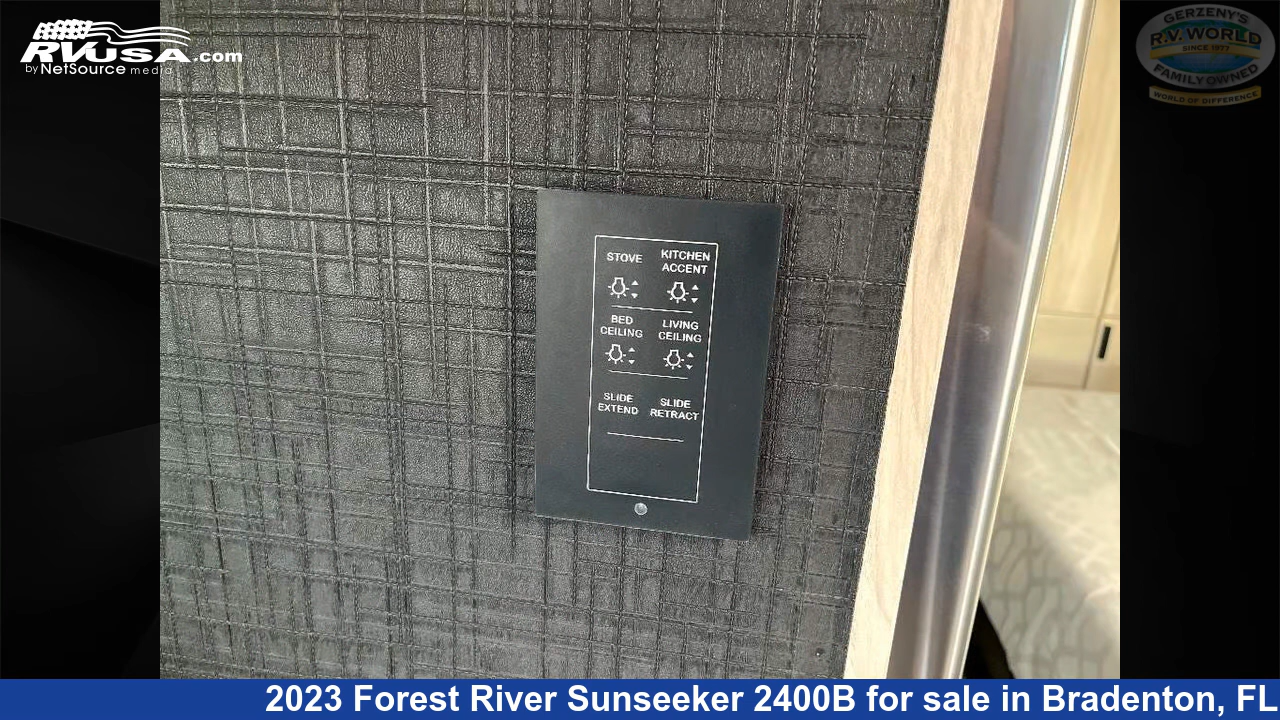 RVUSA.com
by NetSource media
GERZENY'S
R.V. WORLD
SINCE 1977
FAMILY OWNED
WORLD OF DIFFERENCE
STOVE
KITCHEN
ACCENT
BED
CEILING
LIVING
CEILING
SLIDE
EXTEND
SLIDE
RETRACT
2023 Forest River Sunseeker 2400B for sale in Bradenton, FL